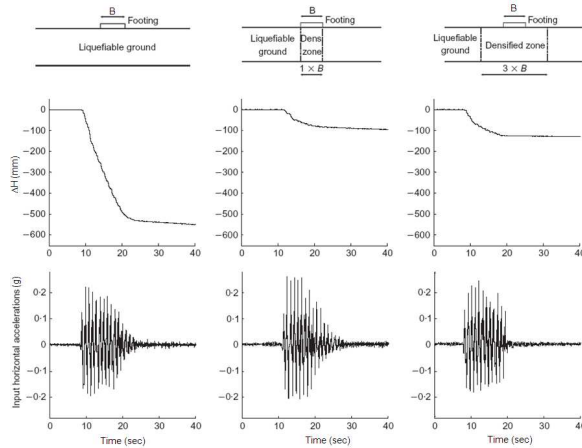 B
Footing
Liquefiable ground
B
Footing
Liquefiable
ground
Dens
zone
1 × B
B
Footing
Liquefiable
ground
Densified zone
3 × B
ΔH (mm)
0
−100
−200
−300
−400
−500
−600
0 10 20 30 40
0
−100
−200
−300
−400
−500
−600
0 10 20 30 40
0
−100
−200
−300
−400
−500
−600
0 10 20 30 40
Input horizontal accelerations (g)
0·2
0·1
0
−0·1
−0·2
0 10 20 30 40
Time (sec)
0·2
0·1
0
−0·1
−0·2
0 10 20 30 40
Time (sec)
0·2
0·1
0
−0·1
−0·2
0 10 20 30 40
Time (sec)